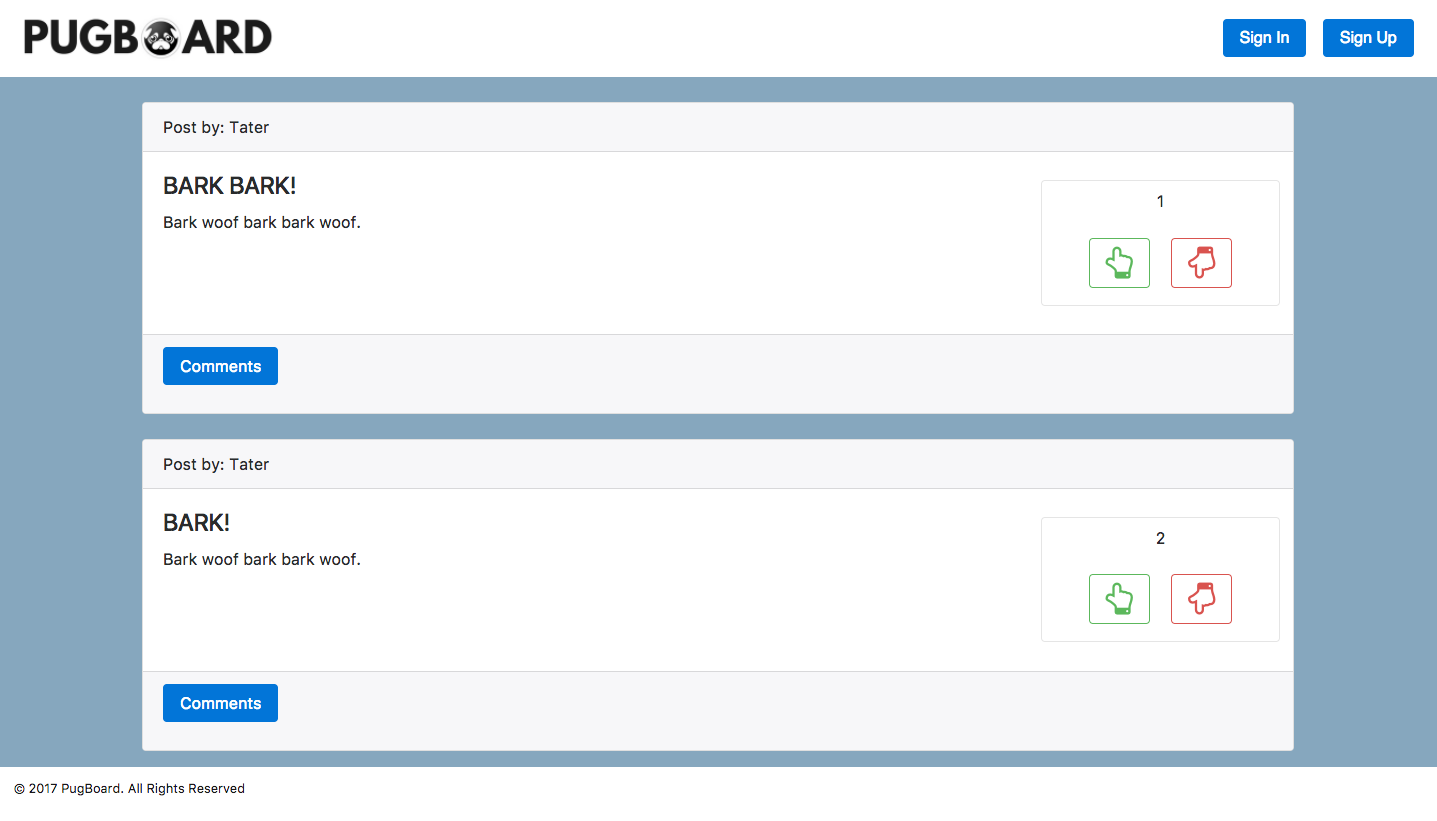 PUGBOARD
Sign In
Sign Up
Post by: Tater
BARK BARK!
Bark woof bark bark woof.
1
Comments
Post by: Tater
BARK!
Bark woof bark bark woof.
2
Comments
© 2017 PugBoard. All Rights Reserved